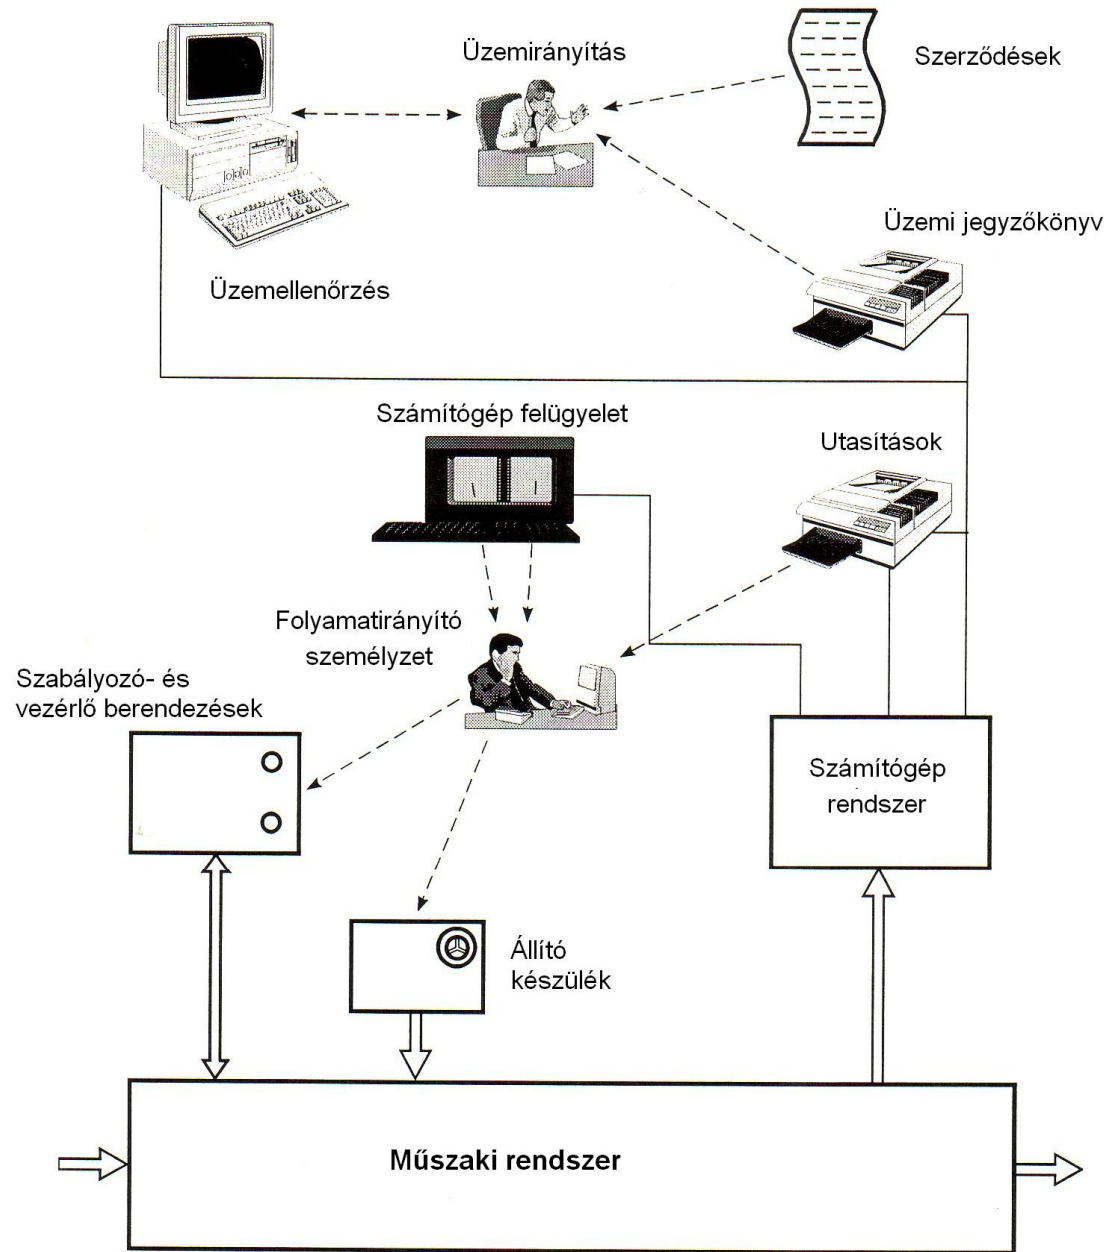 Üzemirányítás
Szerződések
Üzemi jegyzőkönyv
Üzemellenőrzés
Számítógép felügyelet
Utasítások
Folyamatirányító
személyzet
Szabályozó- és
vezérlő berendezések
Számítógép
rendszer
Állító
készülék
Műszaki rendszer